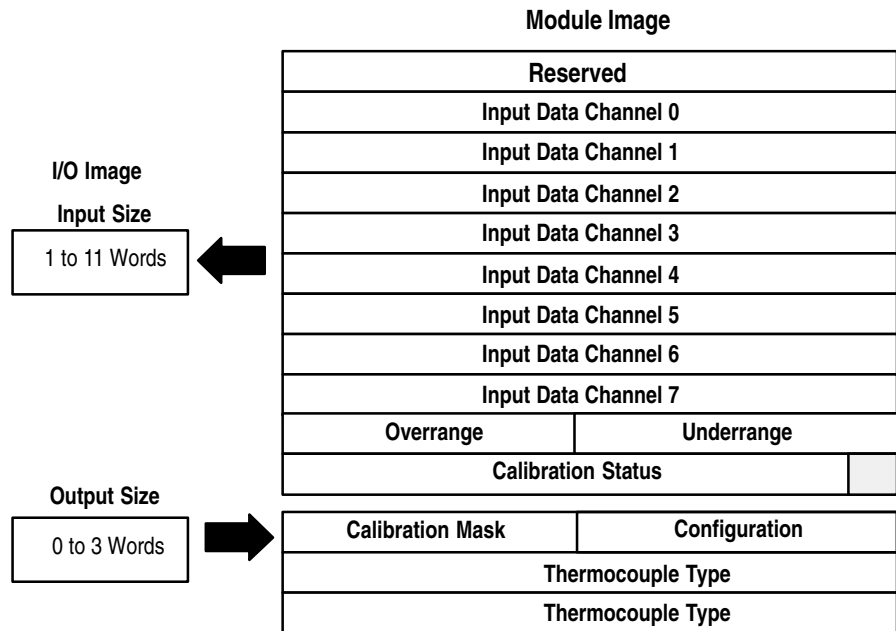 Module Image
Reserved
Input Data Channel 0
Input Data Channel 1
I/O Image
Input Data Channel 2
Input Size
Input Data Channel 3
1 to 11 Words
Input Data Channel 4
Input Data Channel 5
Input Data Channel 6
Input Data Channel 7
Overrange Underrange
Calibration Status
Output Size
Calibration Mask Configuration
0 to 3 Words
Thermocouple Type
Thermocouple Type